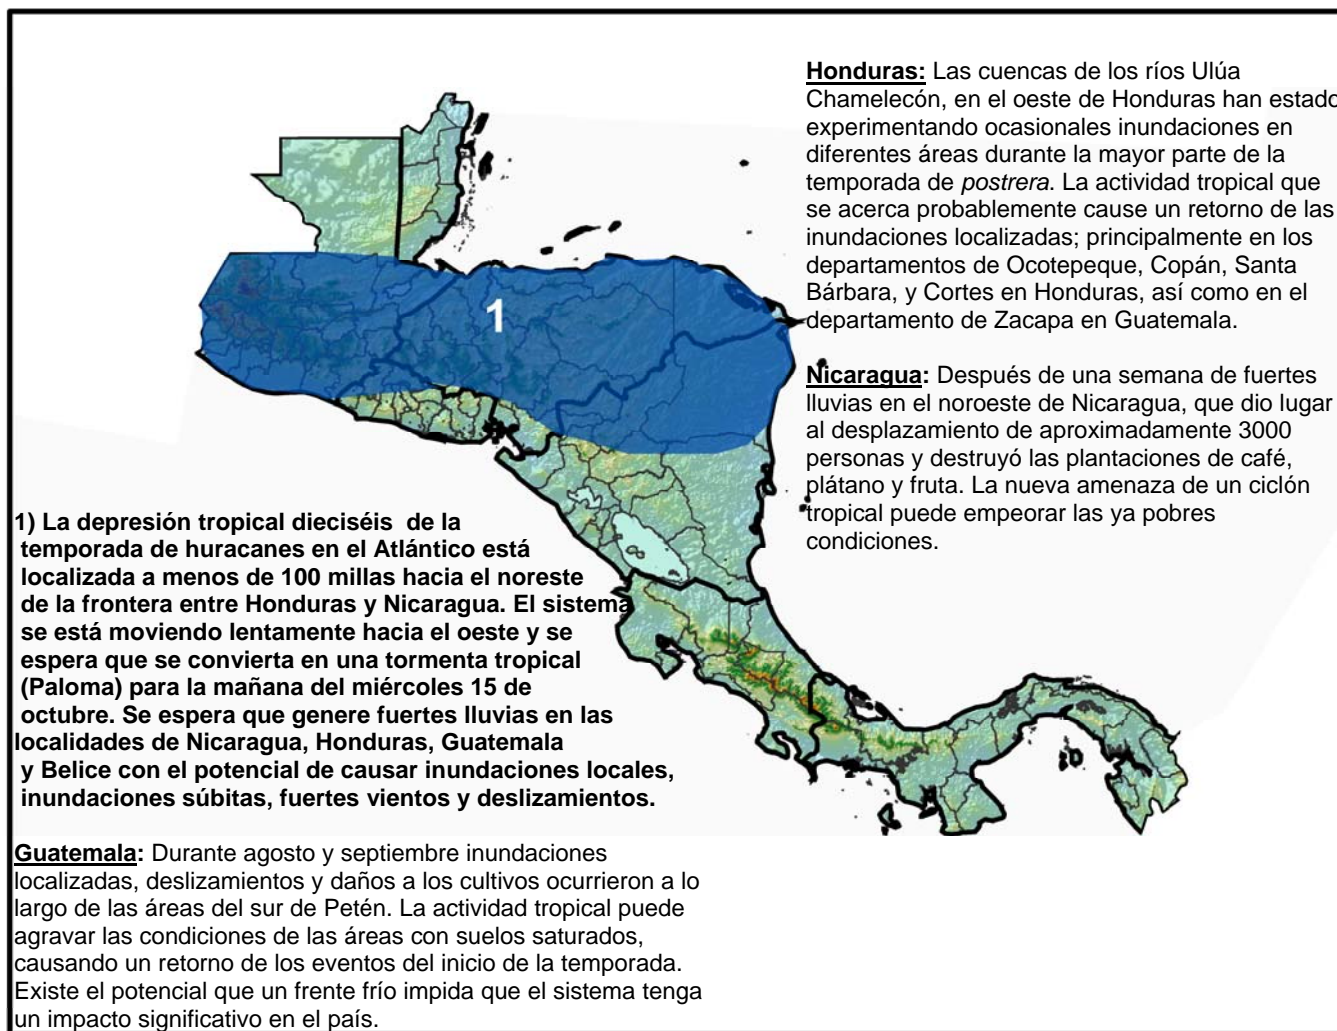 Honduras: Las cuencas de los ríos Ulúa
Chamelecón, en el oeste de Honduras han estado
experimentando ocasionales inundaciones en
diferentes áreas durante la mayor parte de la
temporada de postrera. La actividad tropical que
se acerca probablemente cause un retorno de las
inundaciones localizadas; principalmente en los
departamentos de Ocotepeque, Copán, Santa
Bárbara, y Cortes en Honduras, así como en el
departamento de Zacapa en Guatemala.
Nicaragua: Después de una semana de fuertes
lluvias en el noroeste de Nicaragua, que dio lugar
al desplazamiento de aproximadamente 3000
personas y destruyó las plantaciones de café,
plátano y fruta. La nueva amenaza de un ciclón
tropical puede empeorar las ya pobres
condiciones.
1
1) La depresión tropical dieciséis de la
temporada de huracanes en el Atlántico está
localizada a menos de 100 millas hacia el noreste
de la frontera entre Honduras y Nicaragua. El sistema
se está moviendo lentamente hacia el oeste y se
espera que se convierta en una tormenta tropical
(Paloma) para la mañana del miércoles 15 de
octubre. Se espera que genere fuertes lluvias en las
localidades de Nicaragua, Honduras, Guatemala
y Belice con el potencial de causar inundaciones locales,
inundaciones súbitas, fuertes vientos y deslizamientos.
Guatemala: Durante agosto y septiembre inundaciones
localizadas, deslizamientos y daños a los cultivos ocurrieron a lo
largo de las áreas del sur de Petén. La actividad tropical puede
agravar las condiciones de las áreas con suelos saturados,
causando un retorno de los eventos del inicio de la temporada.
Existe el potencial que un frente frío impida que el sistema tenga
un impacto significativo en el país.